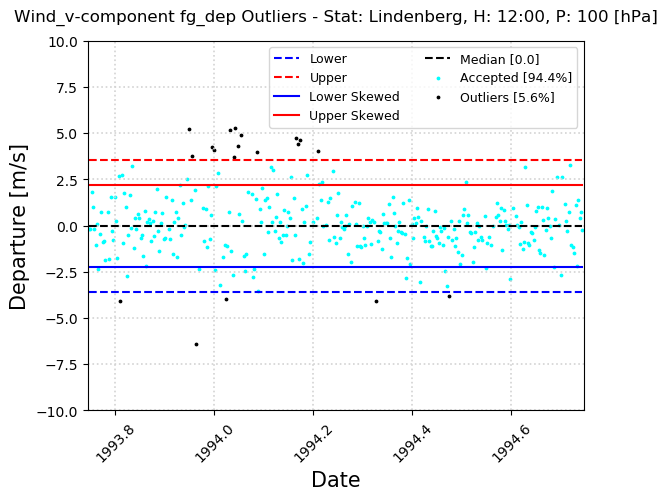 Wind_v-component fg_dep Outliers - Stat: Lindenberg, H: 12:00, P: 100 [hPa]
Lower
Upper
Lower Skewed
Upper Skewed
Median [0.0]
Accepted [94.4%]
Outliers [5.6%]
Departure [m/s]
10.0
7.5
5.0
2.5
0.0
−2.5
−5.0
−7.5
−10.0
1993.8
1994.0
1994.2
1994.4
1994.6
Date